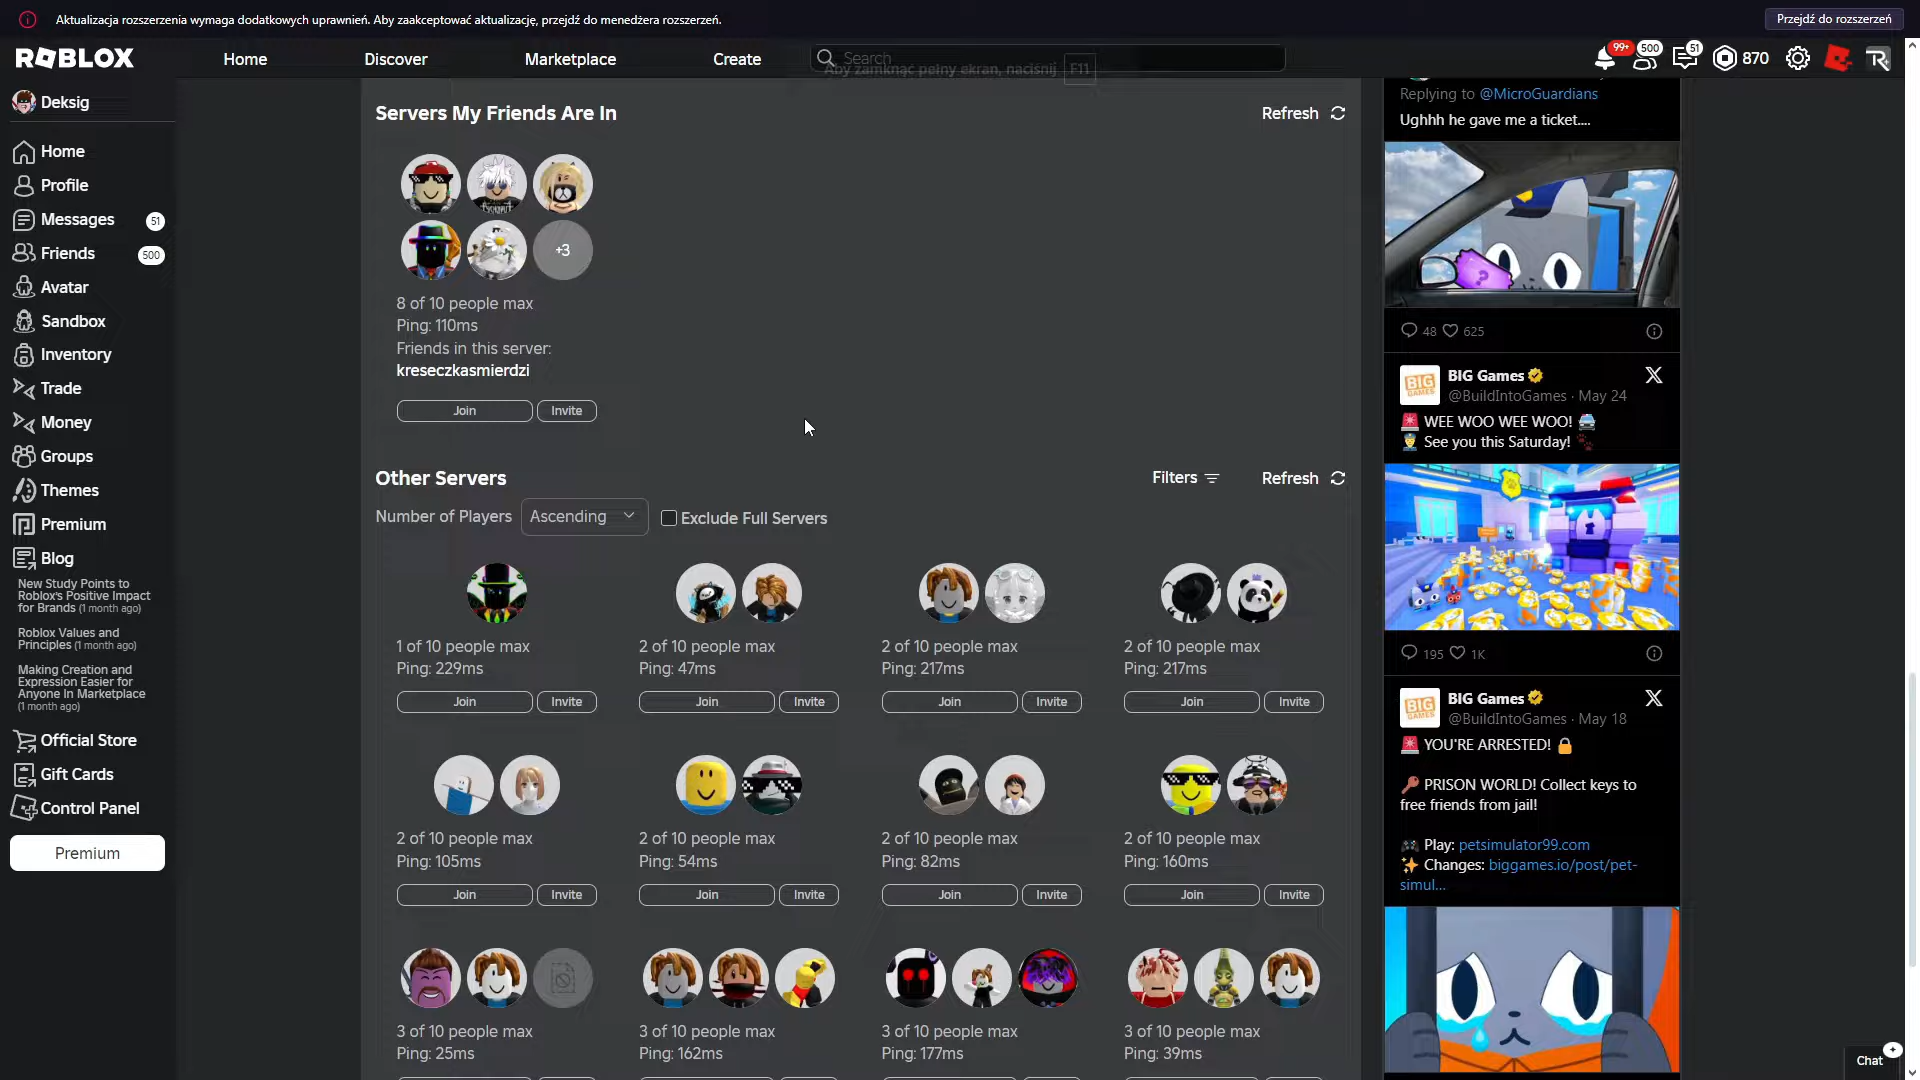 Aktualizacja rozszerzenia wymaga dodatkowych uprawnień. Aby zaakceptować aktualizację, przejdź do menedżera rozszerzeń.
Przejdź do rozszerzeń
ROBLOX
Home
Discover
Marketplace
Create
Search
Aby zamknąć pełny ekran, naciśnij F11
99+
500
51
870
Deksig
Home
Profile
Messages 51
Friends 500
Avatar
Sandbox
Inventory
Trade
Money
Groups
Themes
Premium
Blog
New Study Points to
Roblox's Positive Impact
for Brands (1 month ago)
Roblox Values and
Principles (1 month ago)
Making Creation and
Expression Easier for
Anyone In Marketplace
(1 month ago)
Official Store
Gift Cards
Control Panel
Premium
Servers My Friends Are In
Refresh
+3
8 of 10 people max
Ping: 110ms
Friends in this server:
kreseczkasmierdzi
Join Invite
Other Servers
Filters
Refresh
Number of Players Ascending Exclude Full Servers
1 of 10 people max
Ping: 229ms
Join Invite
2 of 10 people max
Ping: 47ms
Join Invite
2 of 10 people max
Ping: 217ms
Join Invite
2 of 10 people max
Ping: 217ms
Join Invite
2 of 10 people max
Ping: 105ms
Join Invite
2 of 10 people max
Ping: 54ms
Join Invite
2 of 10 people max
Ping: 82ms
Join Invite
2 of 10 people max
Ping: 160ms
Join Invite
3 of 10 people max
Ping: 25ms
3 of 10 people max
Ping: 162ms
3 of 10 people max
Ping: 177ms
3 of 10 people max
Ping: 39ms
Replying to @MicroGuardians
Ughhh he gave me a ticket....
48 625
BIG GAMES
BIG Games
@BuildIntoGames · May 24
WEE WOO WEE WOO!
See you this Saturday!
195 1K
BIG GAMES
BIG Games
@BuildIntoGames · May 18
YOU'RE ARRESTED!
PRISON WORLD! Collect keys to
free friends from jail!
Play: petsimulator99.com
Changes: biggames.io/post/pet-
simul...
Chat